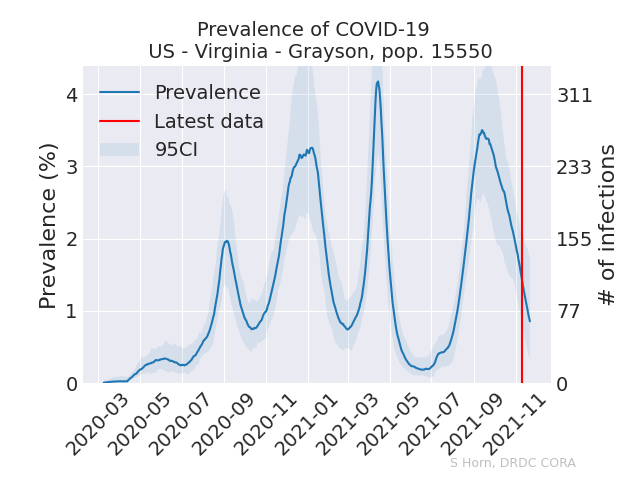 Prevalence of COVID-19
US - Virginia - Grayson, pop. 15550
Prevalence
Latest data
95CI
Prevalence (%)
4
3
2
1
0
# of infections
311
233
155
77
0
2020-03
2020-05
2020-07
2020-09
2020-11
2021-01
2021-03
2021-05
2021-07
2021-09
2021-11
S Horn, DRDC CORA